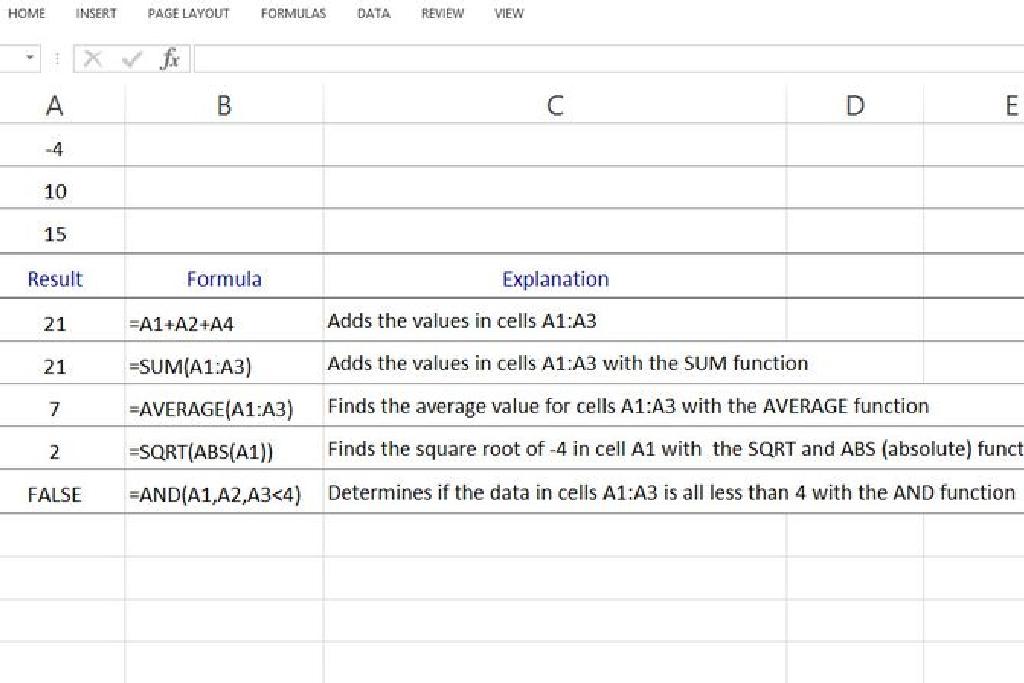 HOME INSERT PAGE LAYOUT FORMULAS DATA REVIEW VIEW
fx
A B C D E
-4
10
15
Result Formula Explanation
21 =A1+A2+A4 Adds the values in cells A1:A3
21 =SUM(A1:A3) Adds the values in cells A1:A3 with the SUM function
7 =AVERAGE(A1:A3) Finds the average value for cells A1:A3 with the AVERAGE function
2 =SQRT(ABS(A1)) Finds the square root of -4 in cell A1 with the SQRT and ABS (absolute) funct
FALSE =AND(A1,A2,A3<4) Determines if the data in cells A1:A3 is all less than 4 with the AND function